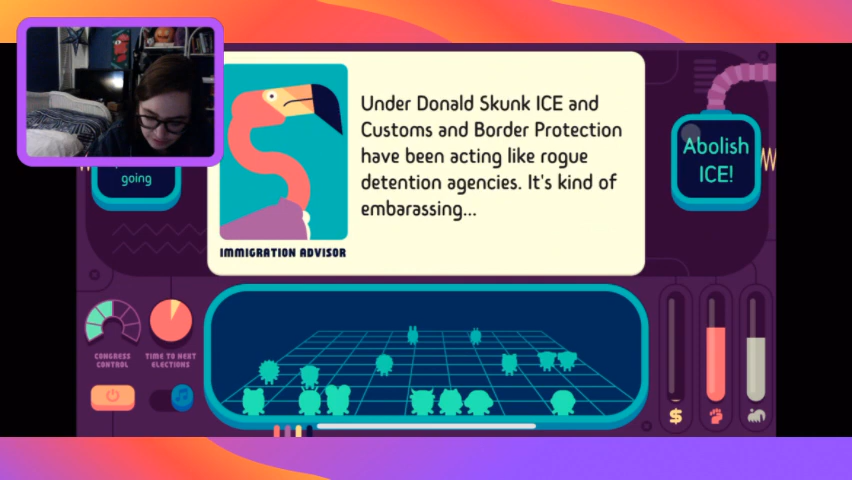 Under Donald Skunk ICE and
Customs and Border Protection
have been acting like rogue
detention agencies. It's kind of
embarassing...
IMMIGRATION ADVISOR
going
Abolish
ICE!
CONGRESS
CONTROL
TIME TO NEXT
ELECTIONS
$